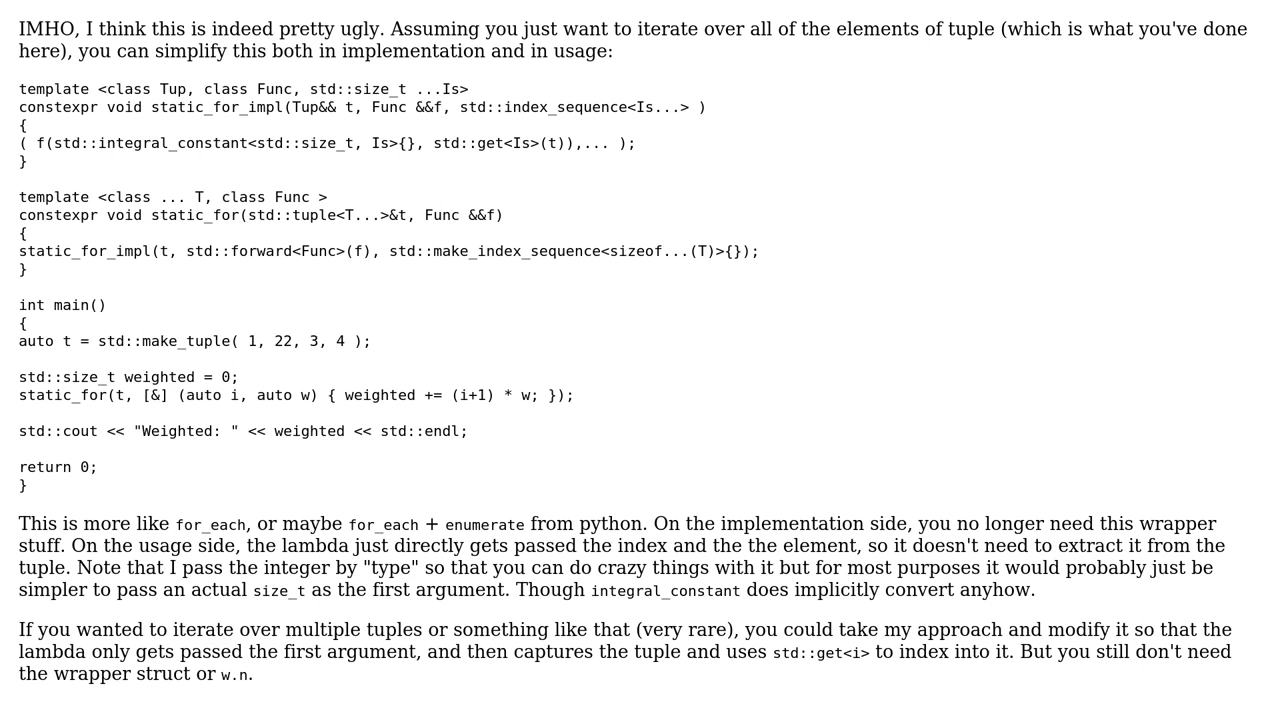 IMHO, I think this is indeed pretty ugly. Assuming you just want to iterate over all of the elements of tuple (which is what you've done
here), you can simplify this both in implementation and in usage:
template <class Tup, class Func, std::size_t ...Is>
constexpr void static_for_impl(Tup&& t, Func &&f, std::index_sequence<Is...> )
{
( f(std::integral_constant<std::size_t, Is>{}, std::get<Is>(t)),... );
}
template <class ... T, class Func >
constexpr void static_for(std::tuple<T...>&t, Func &&f)
{
static_for_impl(t, std::forward<Func>(f), std::make_index_sequence<sizeof...(T)>{});
}
int main()
{
auto t = std::make_tuple( 1, 22, 3, 4 );
std::size_t weighted = 0;
static_for(t, [&] (auto i, auto w) { weighted += (i+1) * w; });
std::cout << "Weighted: " << weighted << std::endl;
return 0;
}
This is more like for_each, or maybe for_each + enumerate from python. On the implementation side, you no longer need this wrapper
stuff. On the usage side, the lambda just directly gets passed the index and the the element, so it doesn't need to extract it from the
tuple. Note that I pass the integer by "type" so that you can do crazy things with it but for most purposes it would probably just be
simpler to pass an actual size_t as the first argument. Though integral_constant does implicitly convert anyhow.
If you wanted to iterate over multiple tuples or something like that (very rare), you could take my approach and modify it so that the
lambda only gets passed the first argument, and then captures the tuple and uses std::get<i> to index into it. But you still don't need
the wrapper struct or w.n.